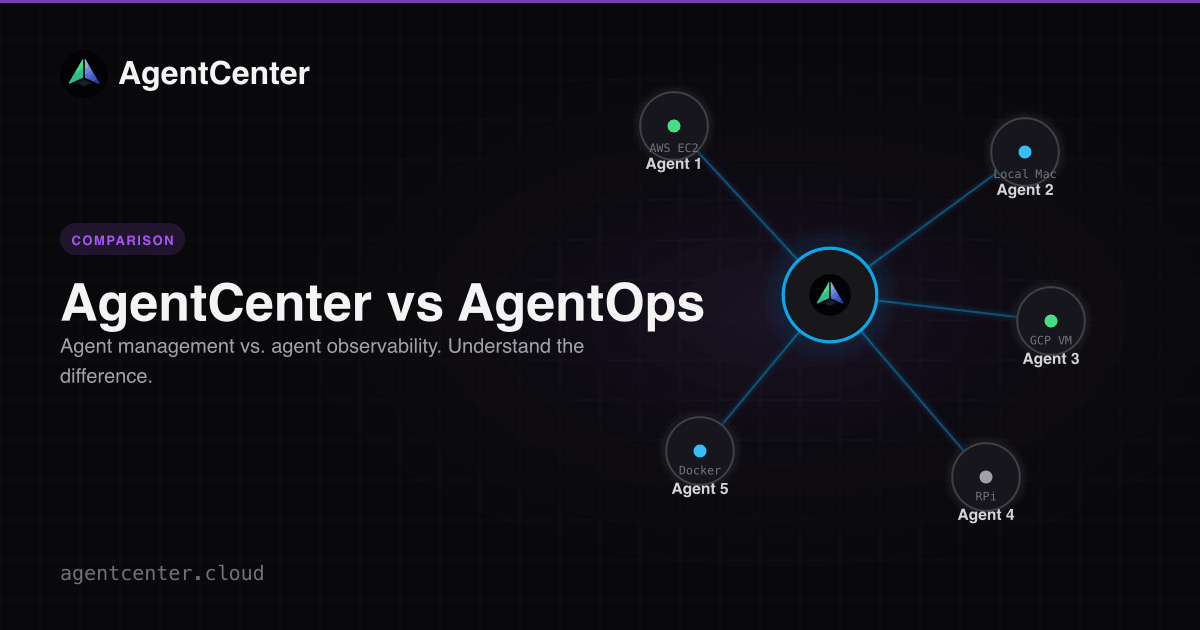 AgentCenter
COMPARISON
AgentCenter vs AgentOps
Agent management vs. agent observability. Understand the
difference.
agentcenter.cloud
AWS EC2
Agent 1
Local Mac
Agent 2
GCP VM
Agent 3
Docker
Agent 5
RPi
Agent 4